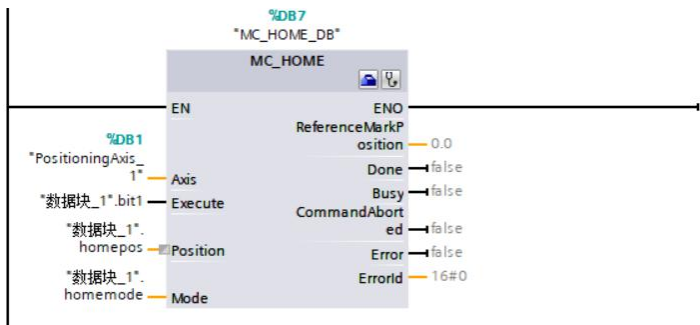 %DB7
"MC_HOME_DB"
MC_HOME
EN
ENO
ReferenceMarkP
osition
0.0
%DB1
"PositioningAxis_
1"
Axis
Done
false
"数据块_1".bit1
Execute
Busy
false
CommandAbort
ed
false
"数据块_1".
homepos
Position
Error
false
"数据块_1".
homemode
Mode
ErrorId
16#0